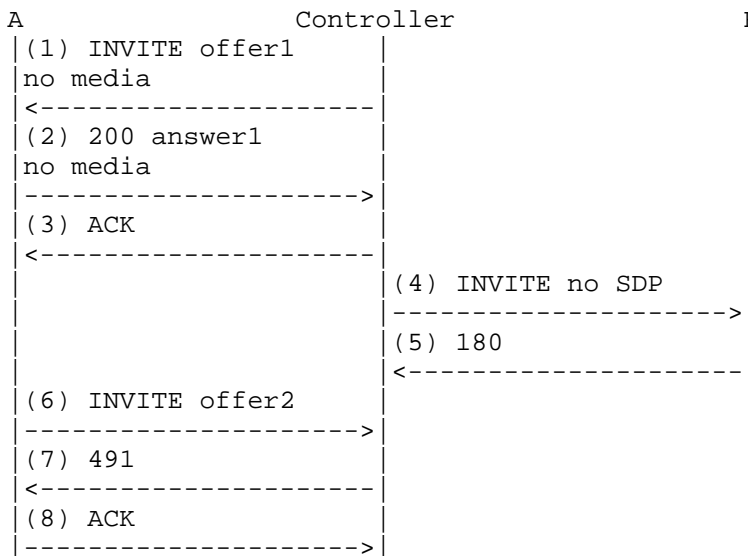 A Controller
|(1) INVITE offer1 |
|no media |
|<---------------------|
|(2) 200 answer1 |
|no media |
|--------------------->|
|(3) ACK |
|<---------------------|
| |(4) INVITE no SDP
| |--------------------->
| |(5) 180
| |<---------------------
|(6) INVITE offer2 |
|--------------------->|
|(7) 491 |
|<---------------------|
|(8) ACK |
|--------------------->|